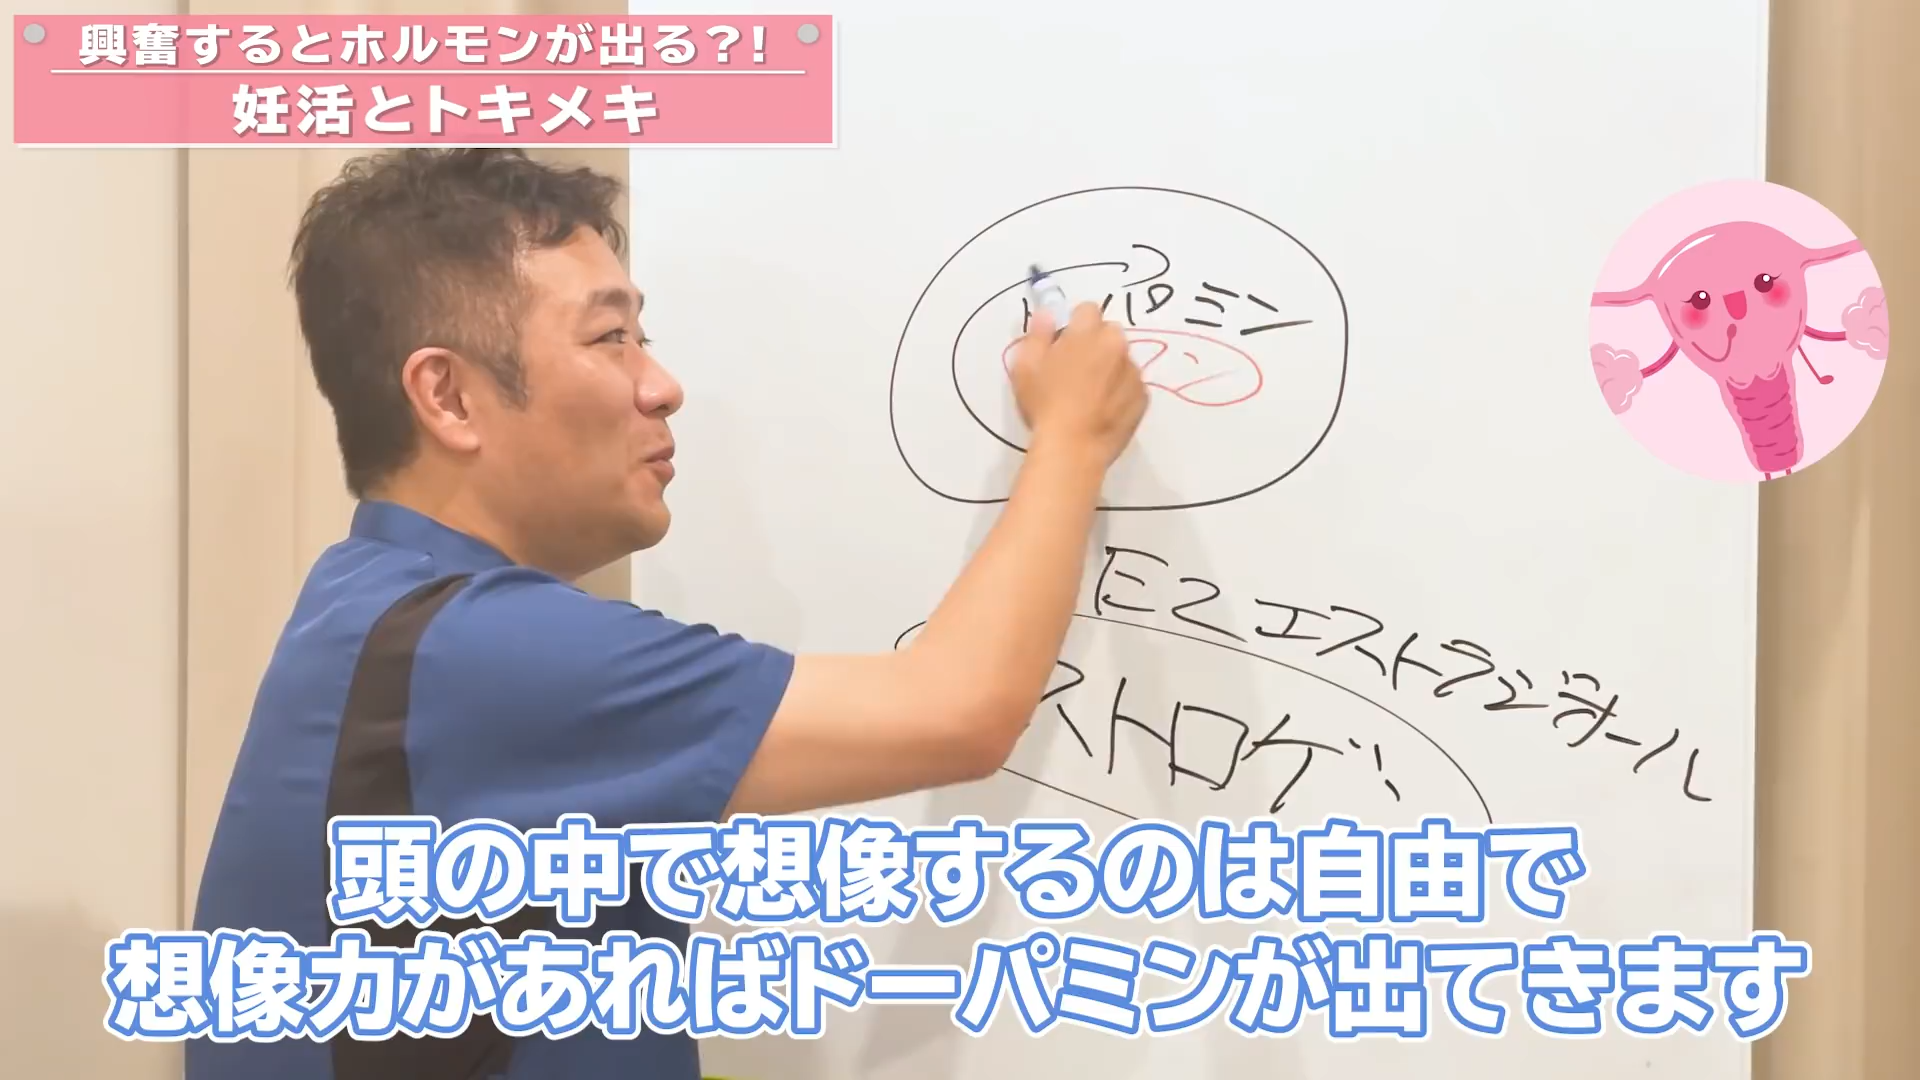 興奮するとホルモンが出る?!
妊活とトキメキ
パミン
E2エストラジオール
ストロゲン
頭の中で想像するのは自由で
想像力があればドーパミンが出てきます